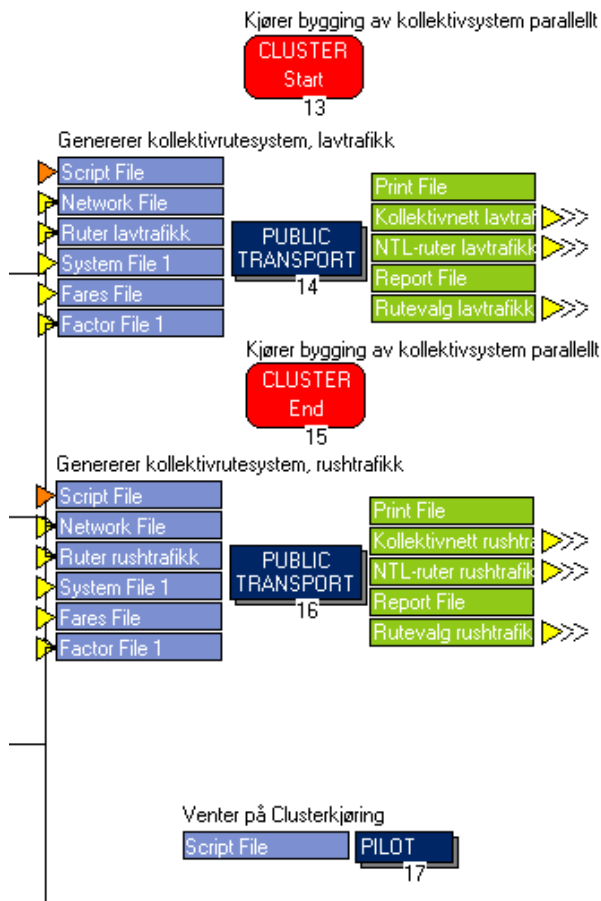 Kjører bygging av kollektivsystem parallellt
CLUSTER
Start
13
Genererer kollektivrutesystem, lavtrafikk
Script File
Network File
Ruter lavtrafikk
System File 1
Fares File
Factor File 1
PUBLIC
TRANSPORT
14
Print File
Kollektivnett lavtraf
NTL-ruter lavtrafikk
Report File
Rutevalg lavtrafikk
Kjører bygging av kollektivsystem parallellt
CLUSTER
End
15
Genererer kollektivrutesystem, rushtrafikk
Script File
Network File
Ruter rushtrafikk
System File 1
Fares File
Factor File 1
PUBLIC
TRANSPORT
16
Print File
Kollektivnett rushtra
NTL-ruter rushtrafik
Report File
Rutevalg rushtrafik
Venter på Clusterkjøring
Script File
PILOT
17